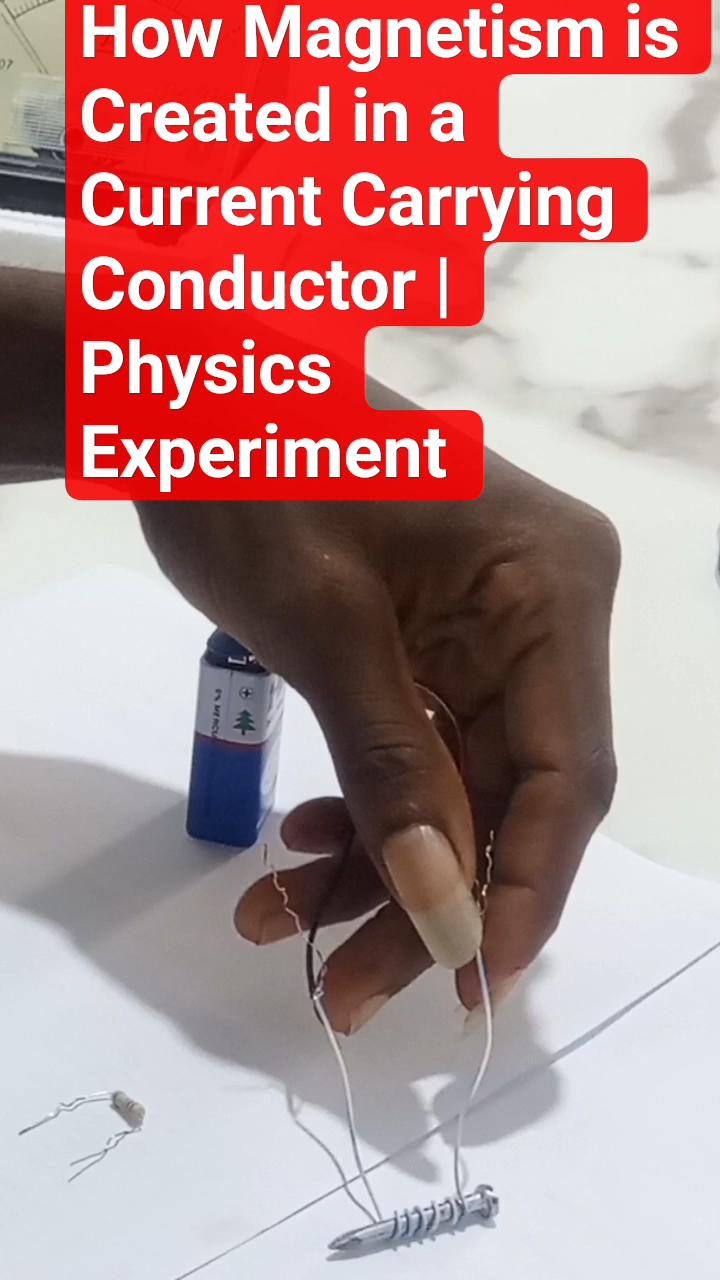 How Magnetism is
Created in a
Current Carrying
Conductor |
Physics
Experiment